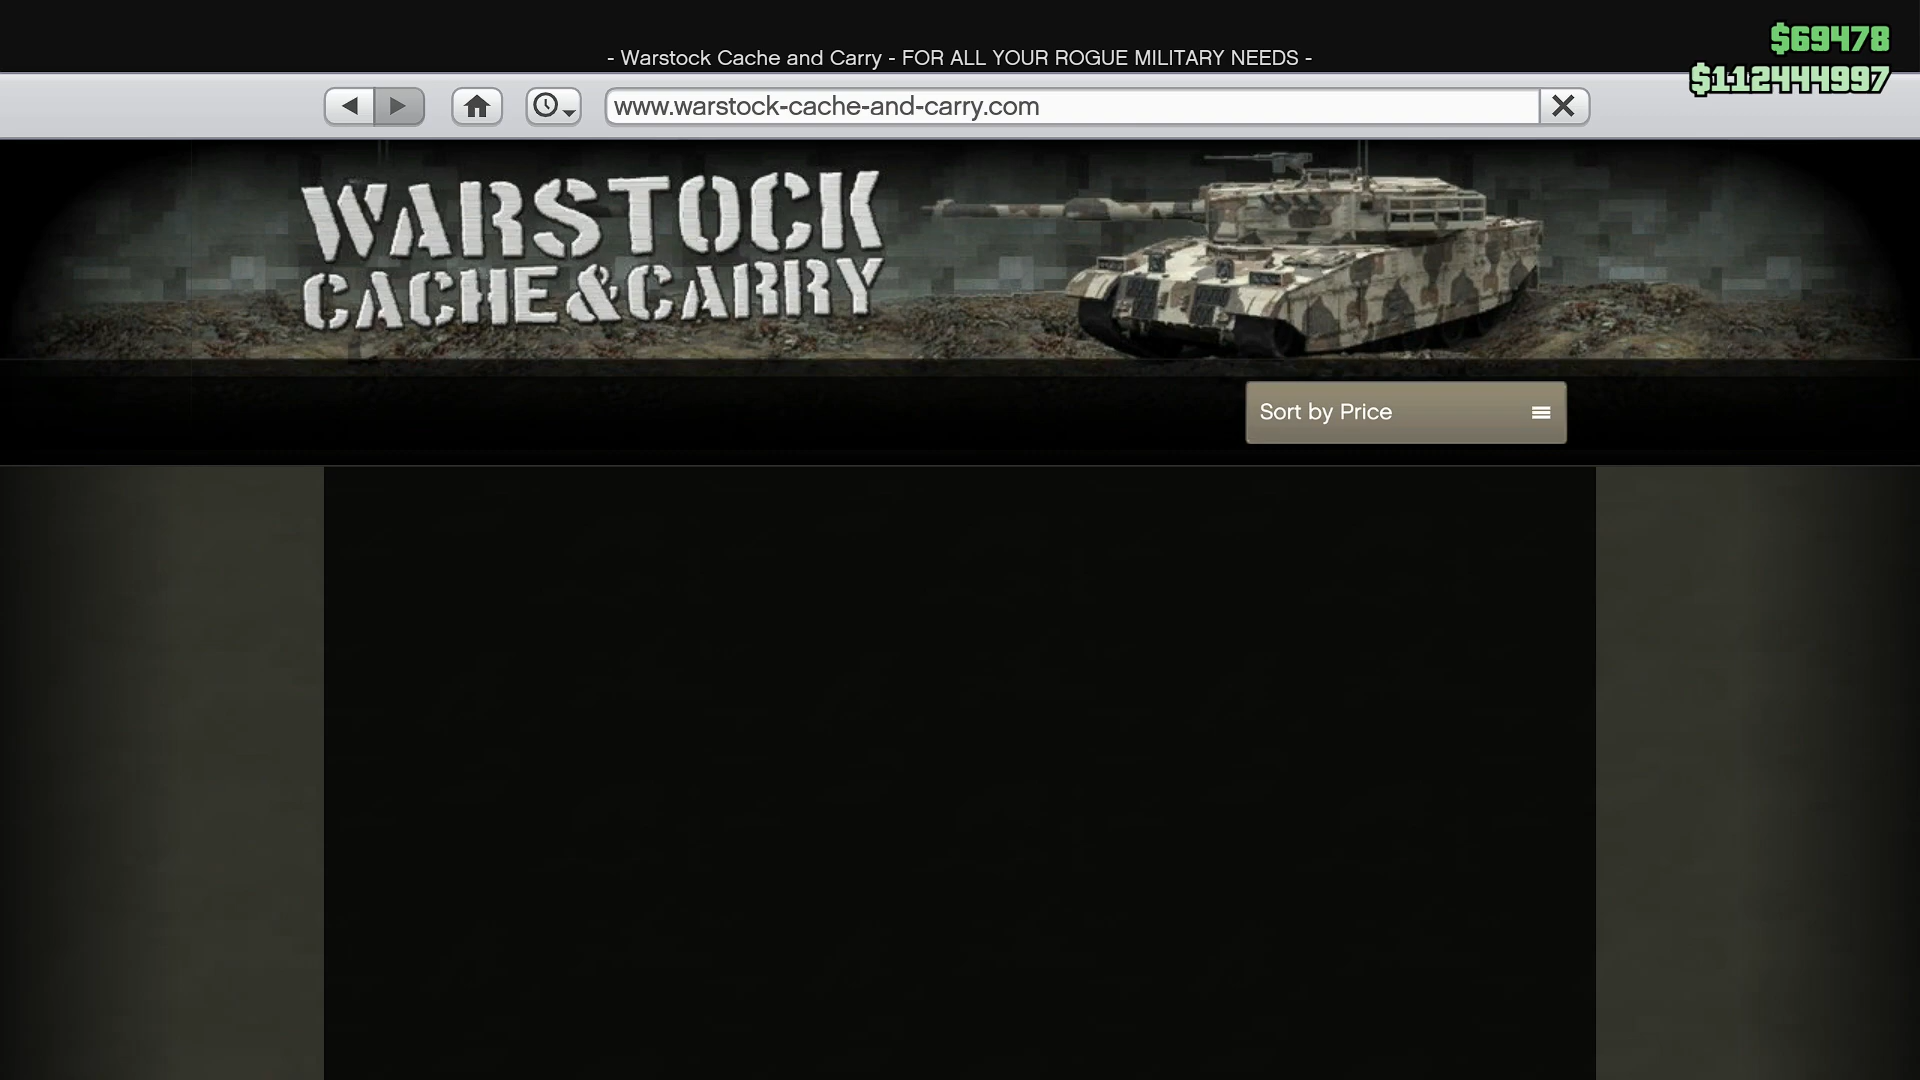 $69478
- Warstock Cache and Carry - FOR ALL YOUR ROGUE MILITARY NEEDS -
$112444997
www.warstock-cache-and-carry.com
WARSTOCK
CACHE & CARRY
Sort by Price